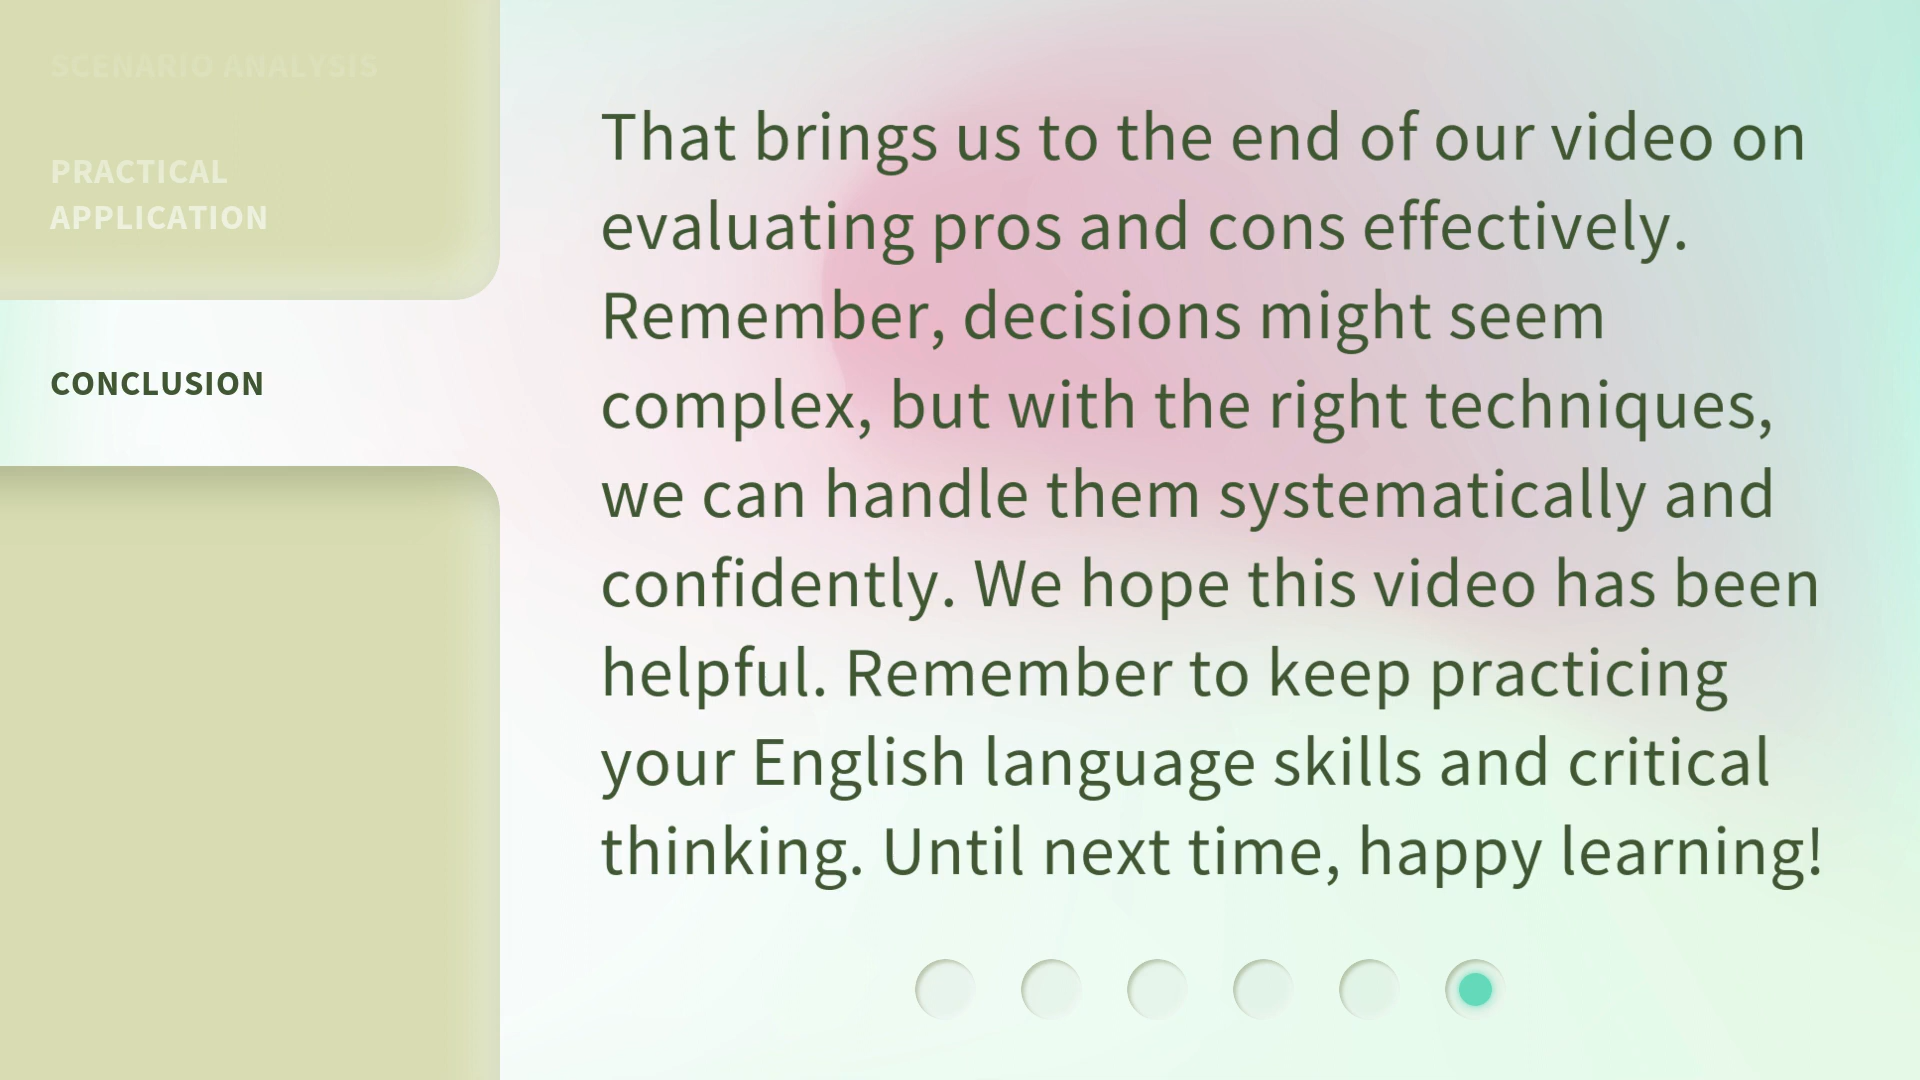 SCENARIO ANALYSIS
PRACTICAL
APPLICATION
CONCLUSION
That brings us to the end of our video on
evaluating pros and cons effectively.
Remember, decisions might seem
complex, but with the right techniques,
we can handle them systematically and
confidently. We hope this video has been
helpful. Remember to keep practicing
your English language skills and critical
thinking. Until next time, happy learning!